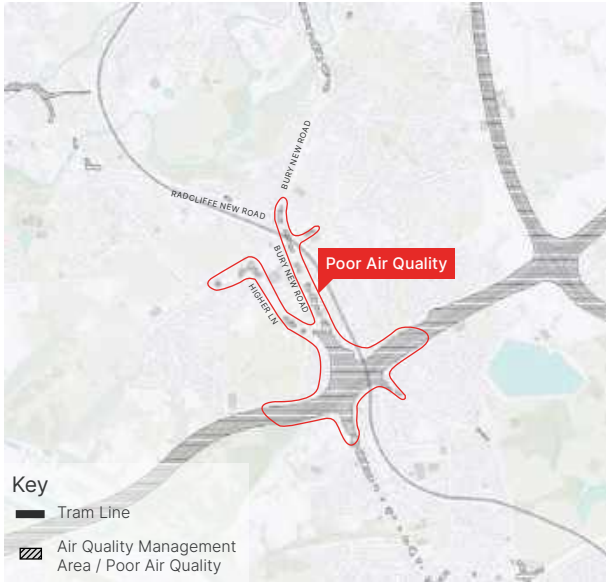 BURY NEW ROAD
RADCLIFFE NEW ROAD
Poor Air Quality
BURY NEW ROAD
HIGHER LN
Key
Tram Line
Air Quality Management
Area / Poor Air Quality